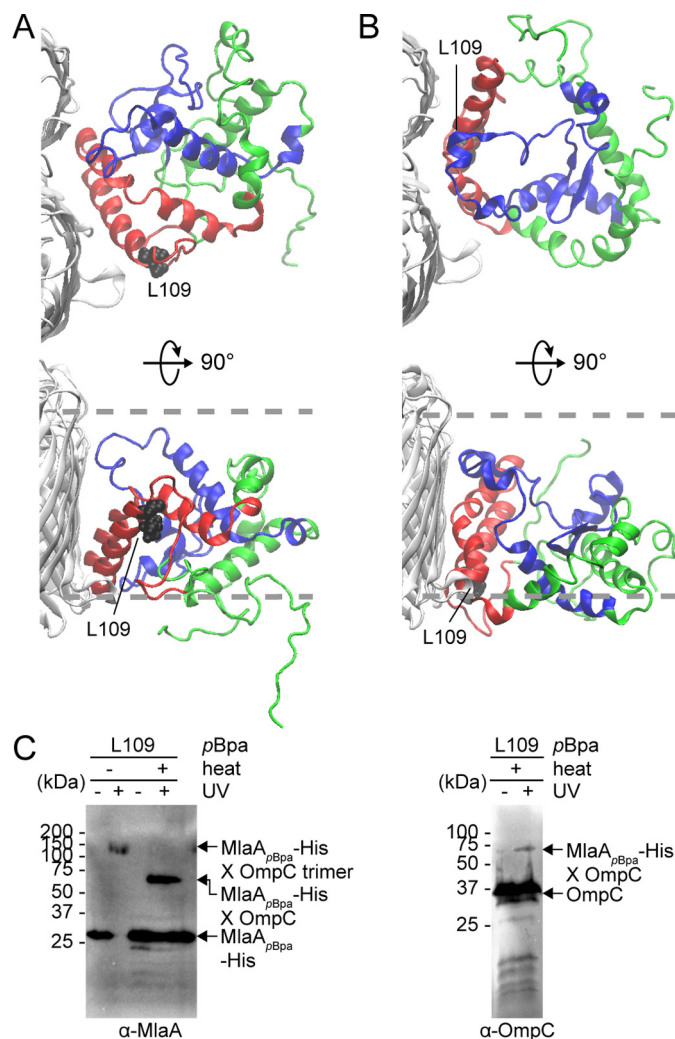 A
B
L109
L109
90°
90°
L109
L109
C
L109
pBpa
- +
heat
(kDa)
- + - +
UV
200
150
100
75
50
37
25
MlaApBpa-His
X OmpC trimer
MlaApBpa-His
X OmpC
MlaApBpa
-His
α-MlaA
L109
pBpa
+
heat
(kDa)
- +
UV
100
75
50
37
25
MlaApBpa-His
X OmpC
OmpC
α-OmpC